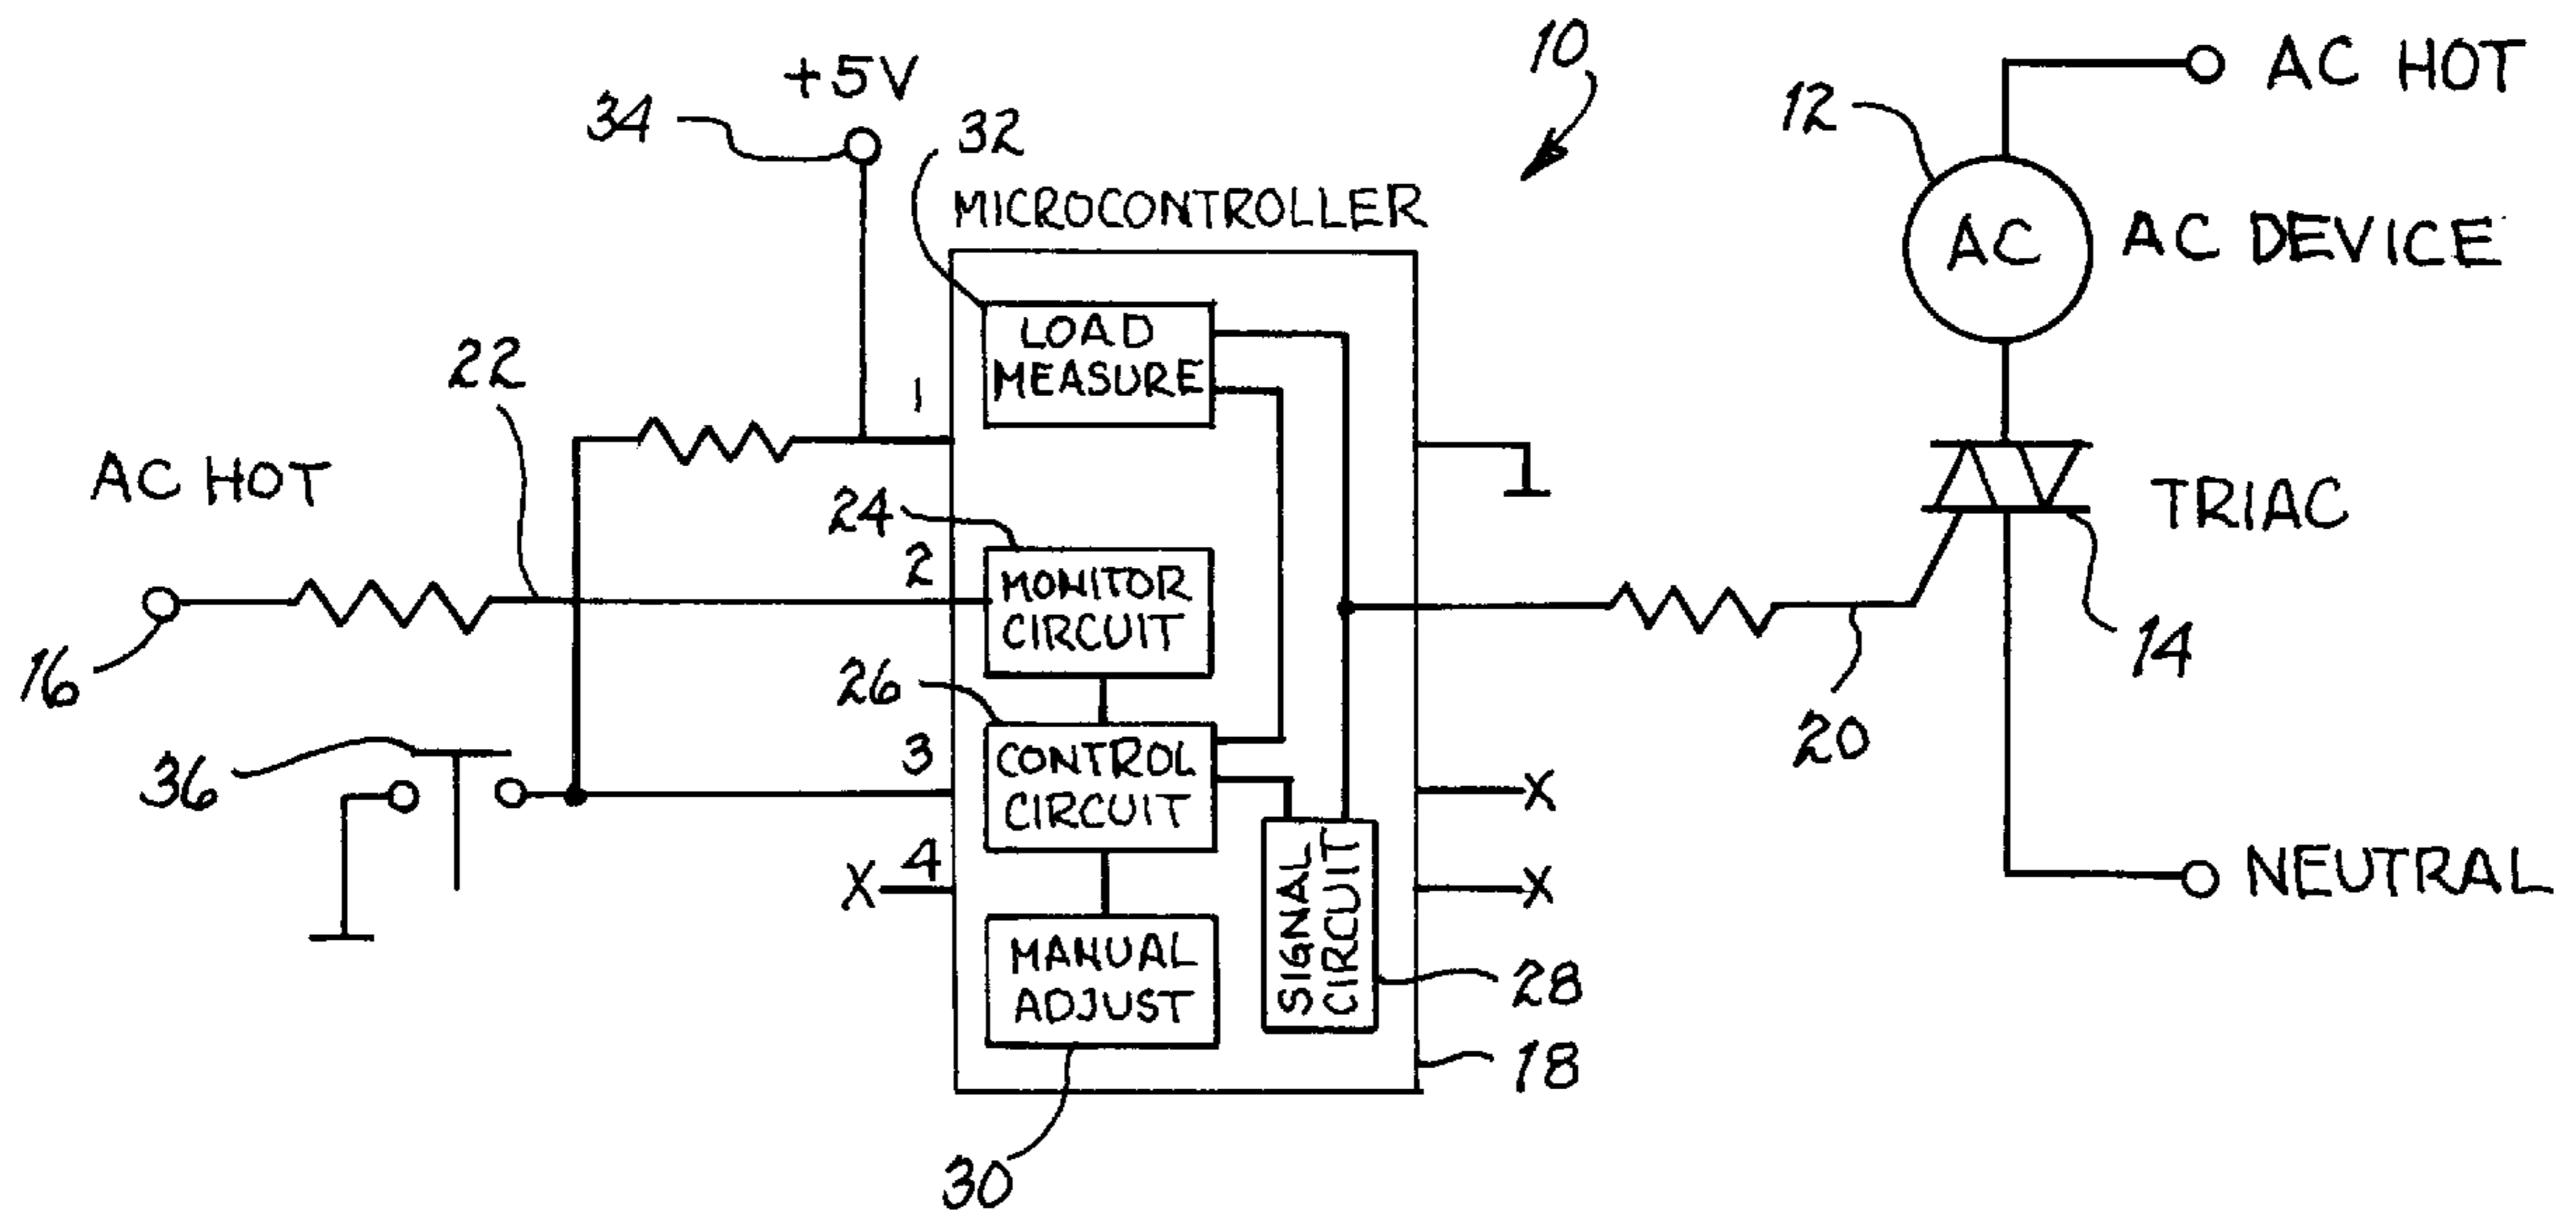 10
AC HOT
+5V
34
12
32
MICROCONTROLLER
AC
AC DEVICE
LOAD
MEASURE
22
1
AC HOT
24
TRIAC
2
MONITOR
CIRCUIT
16
14
26
20
3
CONTROL
CIRCUIT
36
X
4
X
X
NEUTRAL
SIGNAL
CIRCUIT
MANUAL
ADJUST
28
18
30